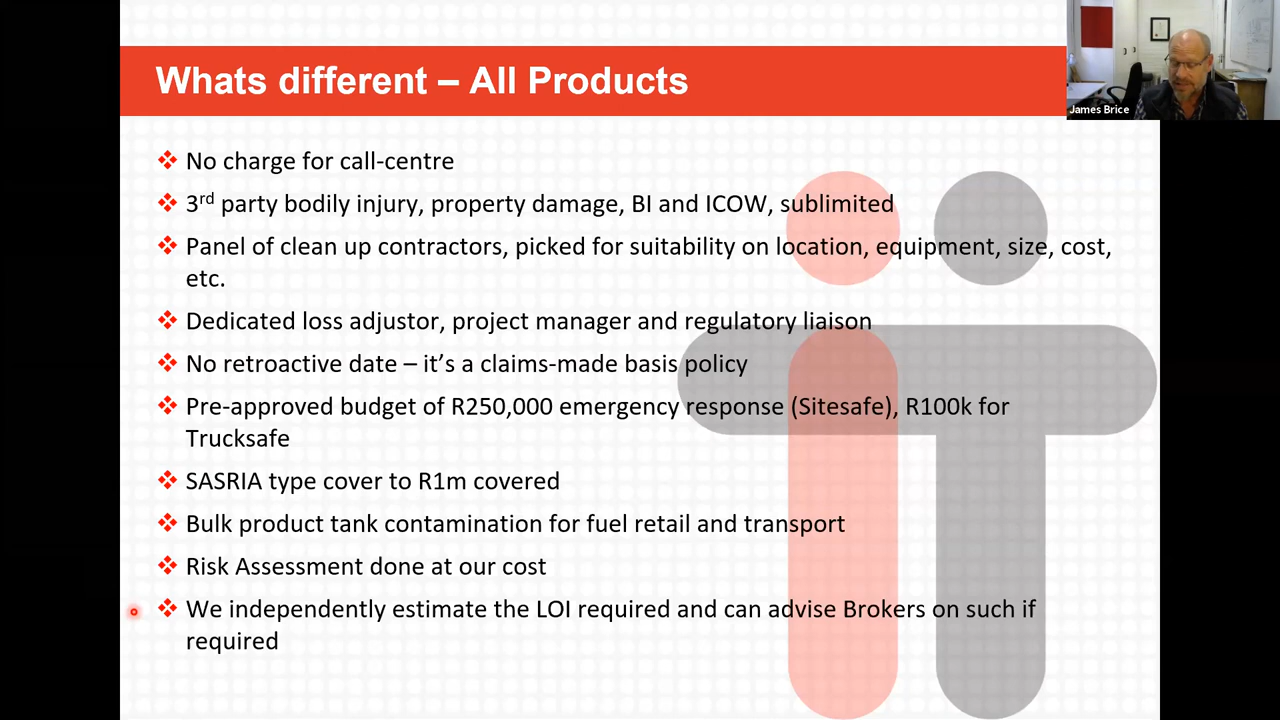 Whats different – All Products
James Brice
❖ No charge for call-centre
❖ 3rd party bodily injury, property damage, BI and ICOW, sublimited
❖ Panel of clean up contractors, picked for suitability on location, equipment, size, cost,
etc.
❖ Dedicated loss adjustor, project manager and regulatory liaison
❖ No retroactive date – it’s a claims-made basis policy
❖ Pre-approved budget of R250,000 emergency response (Sitesafe), R100k for
Trucksafe
❖ SASRIA type cover to R1m covered
❖ Bulk product tank contamination for fuel retail and transport
❖ Risk Assessment done at our cost
❖ We independently estimate the LOI required and can advise Brokers on such if
required